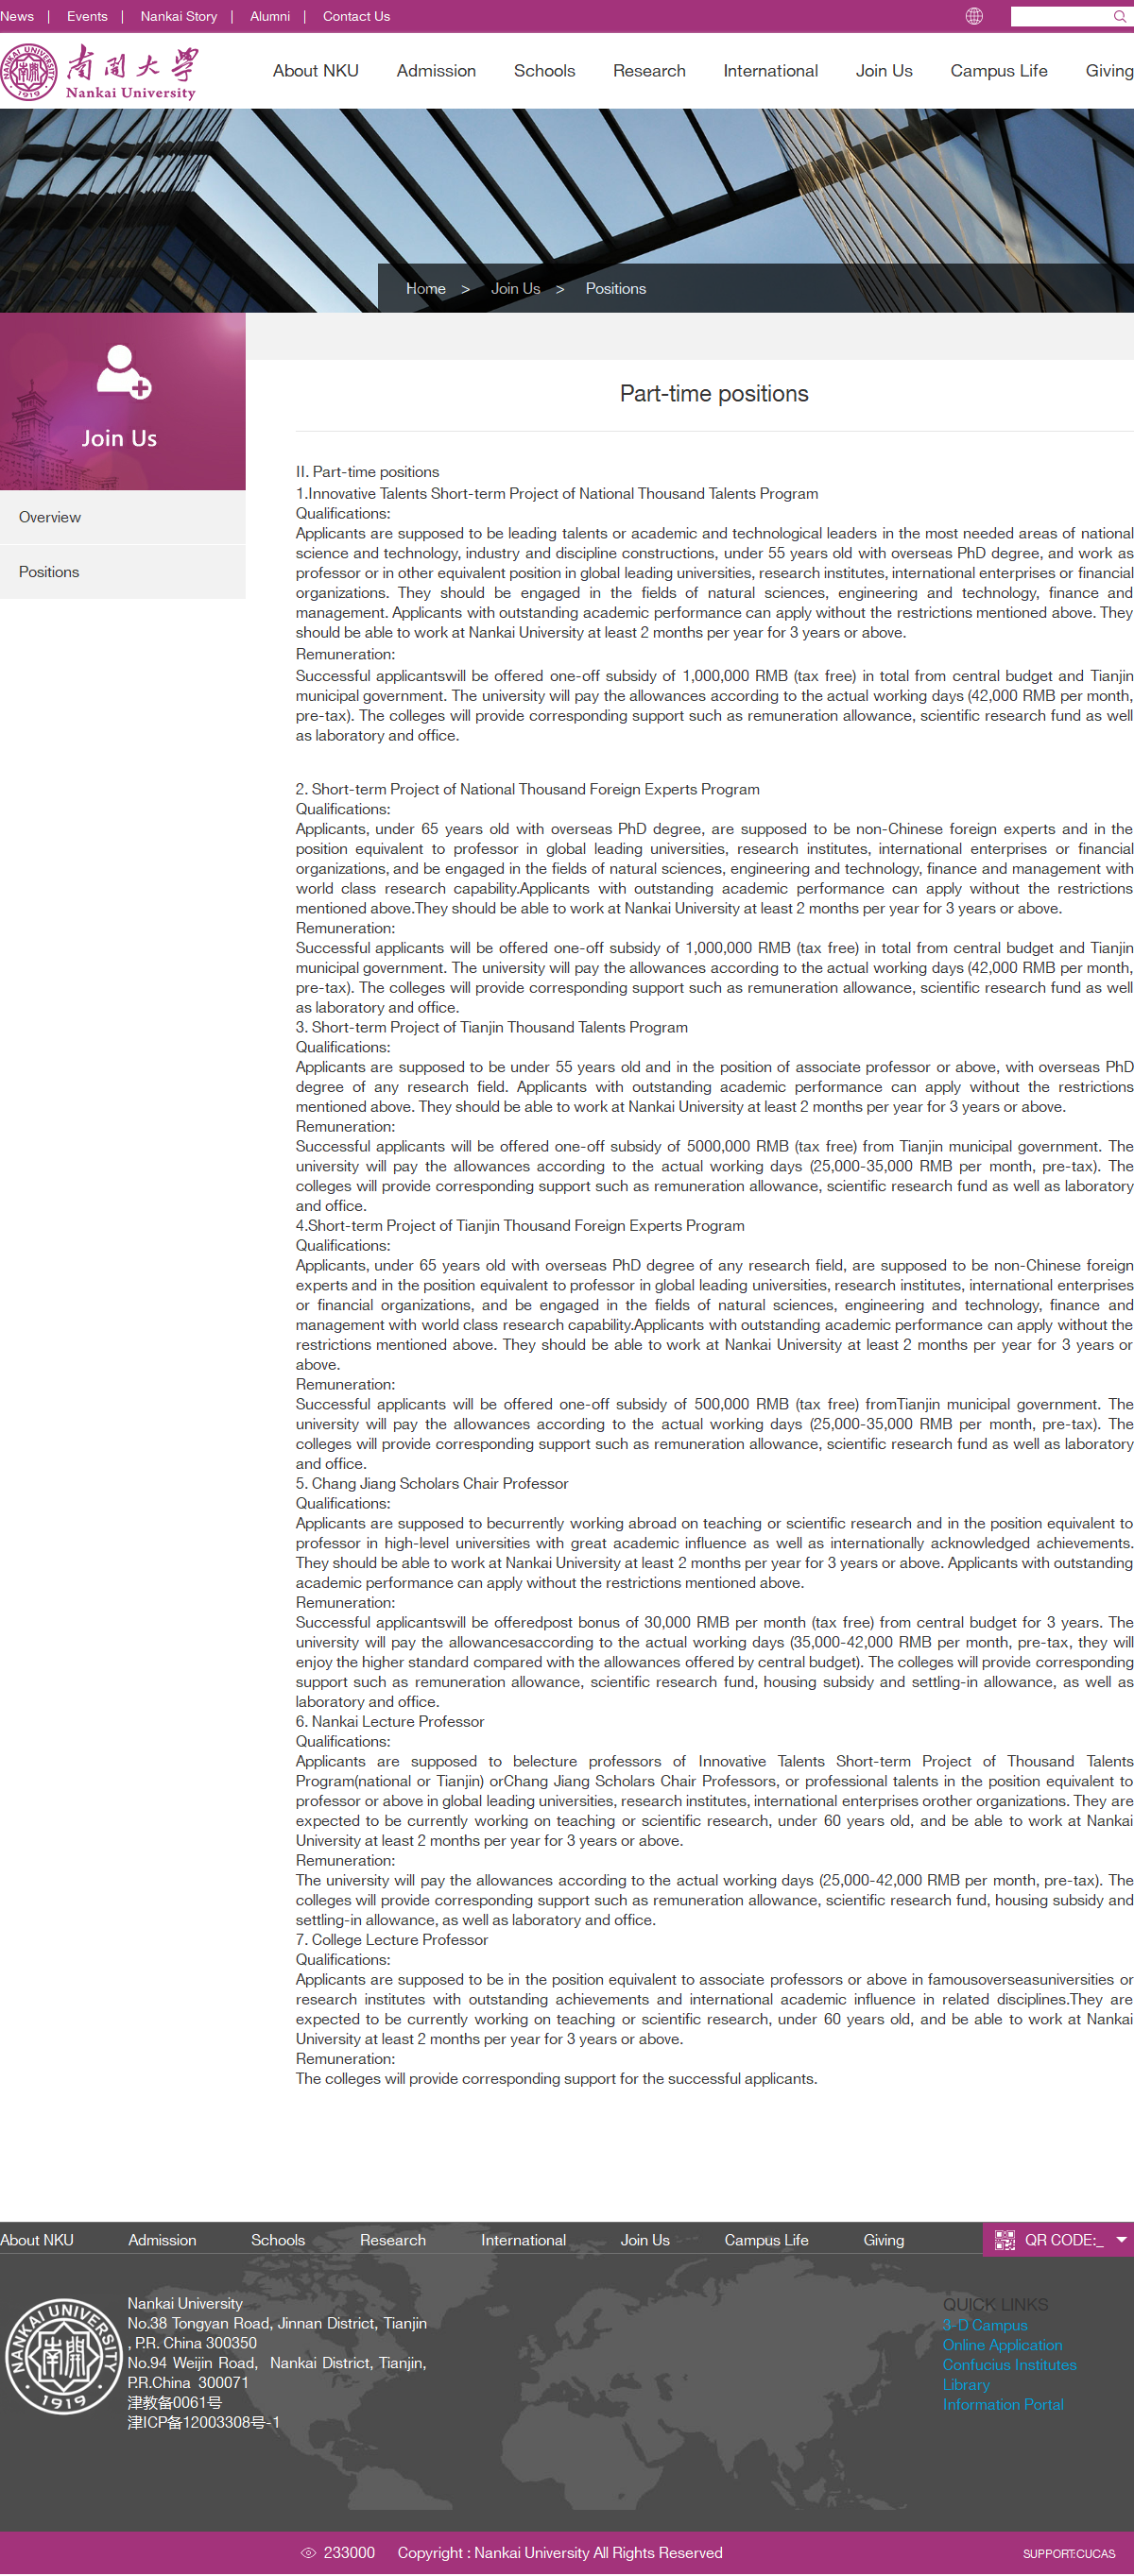 News | Events | Nankai Story | Alumni | Contact Us
南開大學
Nankai University
NANKAI UNIVERSITY
南開
1919
About NKU Admission Schools Research International Join Us Campus Life Giving
Home > Join Us > Positions
Join Us
Overview
Positions
Part-time positions
II. Part-time positions
1.Innovative Talents Short-term Project of National Thousand Talents Program
Qualifications:
Applicants are supposed to be leading talents or academic and technological leaders in the most needed areas of national
science and technology, industry and discipline constructions, under 55 years old with overseas PhD degree, and work as
professor or in other equivalent position in global leading universities, research institutes, international enterprises or financial
organizations. They should be engaged in the fields of natural sciences, engineering and technology, finance and
management. Applicants with outstanding academic performance can apply without the restrictions mentioned above. They
should be able to work at Nankai University at least 2 months per year for 3 years or above.
Remuneration:
Successful applicantswill be offered one-off subsidy of 1,000,000 RMB (tax free) in total from central budget and Tianjin
municipal government. The university will pay the allowances according to the actual working days (42,000 RMB per month,
pre-tax). The colleges will provide corresponding support such as remuneration allowance, scientific research fund as well
as laboratory and office.
2. Short-term Project of National Thousand Foreign Experts Program
Qualifications:
Applicants, under 65 years old with overseas PhD degree, are supposed to be non-Chinese foreign experts and in the
position equivalent to professor in global leading universities, research institutes, international enterprises or financial
organizations, and be engaged in the fields of natural sciences, engineering and technology, finance and management with
world class research capability.Applicants with outstanding academic performance can apply without the restrictions
mentioned above.They should be able to work at Nankai University at least 2 months per year for 3 years or above.
Remuneration:
Successful applicants will be offered one-off subsidy of 1,000,000 RMB (tax free) in total from central budget and Tianjin
municipal government. The university will pay the allowances according to the actual working days (42,000 RMB per month,
pre-tax). The colleges will provide corresponding support such as remuneration allowance, scientific research fund as well
as laboratory and office.
3. Short-term Project of Tianjin Thousand Talents Program
Qualifications:
Applicants are supposed to be under 55 years old and in the position of associate professor or above, with overseas PhD
degree of any research field. Applicants with outstanding academic performance can apply without the restrictions
mentioned above. They should be able to work at Nankai University at least 2 months per year for 3 years or above.
Remuneration:
Successful applicants will be offered one-off subsidy of 5000,000 RMB (tax free) from Tianjin municipal government. The
university will pay the allowances according to the actual working days (25,000-35,000 RMB per month, pre-tax). The
colleges will provide corresponding support such as remuneration allowance, scientific research fund as well as laboratory
and office.
4.Short-term Project of Tianjin Thousand Foreign Experts Program
Qualifications:
Applicants, under 65 years old with overseas PhD degree of any research field, are supposed to be non-Chinese foreign
experts and in the position equivalent to professor in global leading universities, research institutes, international enterprises
or financial organizations, and be engaged in the fields of natural sciences, engineering and technology, finance and
management with world class research capability.Applicants with outstanding academic performance can apply without the
restrictions mentioned above. They should be able to work at Nankai University at least 2 months per year for 3 years or
above.
Remuneration:
Successful applicants will be offered one-off subsidy of 500,000 RMB (tax free) fromTianjin municipal government. The
university will pay the allowances according to the actual working days (25,000-35,000 RMB per month, pre-tax). The
colleges will provide corresponding support such as remuneration allowance, scientific research fund as well as laboratory
and office.
5. Chang Jiang Scholars Chair Professor
Qualifications:
Applicants are supposed to becurrently working abroad on teaching or scientific research and in the position equivalent to
professor in high-level universities with great academic influence as well as internationally acknowledged achievements.
They should be able to work at Nankai University at least 2 months per year for 3 years or above. Applicants with outstanding
academic performance can apply without the restrictions mentioned above.
Remuneration:
Successful applicantswill be offeredpost bonus of 30,000 RMB per month (tax free) from central budget for 3 years. The
university will pay the allowancesaccording to the actual working days (35,000-42,000 RMB per month, pre-tax, they will
enjoy the higher standard compared with the allowances offered by central budget). The colleges will provide corresponding
support such as remuneration allowance, scientific research fund, housing subsidy and settling-in allowance, as well as
laboratory and office.
6. Nankai Lecture Professor
Qualifications:
Applicants are supposed to belecture professors of Innovative Talents Short-term Project of Thousand Talents
Program(national or Tianjin) orChang Jiang Scholars Chair Professors, or professional talents in the position equivalent to
professor or above in global leading universities, research institutes, international enterprises orother organizations. They are
expected to be currently working on teaching or scientific research, under 60 years old, and be able to work at Nankai
University at least 2 months per year for 3 years or above.
Remuneration:
The university will pay the allowances according to the actual working days (25,000-42,000 RMB per month, pre-tax). The
colleges will provide corresponding support such as remuneration allowance, scientific research fund, housing subsidy and
settling-in allowance, as well as laboratory and office.
7. College Lecture Professor
Qualifications:
Applicants are supposed to be in the position equivalent to associate professors or above in famousoverseasuniversities or
research institutes with outstanding achievements and international academic influence in related disciplines.They are
expected to be currently working on teaching or scientific research, under 60 years old, and be able to work at Nankai
University at least 2 months per year for 3 years or above.
Remuneration:
The colleges will provide corresponding support for the successful applicants.
About NKU Admission Schools Research International Join Us Campus Life Giving QR CODE:_
NANKAI UNIVERSITY
南開
1919
Nankai University
No.38 Tongyan Road, Jinnan District, Tianjin
, P.R. China 300350
No.94 Weijin Road, Nankai District, Tianjin,
P.R.China 300071
津教备0061号
津ICP备12003308号-1
QUICK LINKS
3-D Campus
Online Application
Confucius Institutes
Library
Information Portal
233000 Copyright : Nankai University All Rights Reserved
SUPPORT:CUCAS